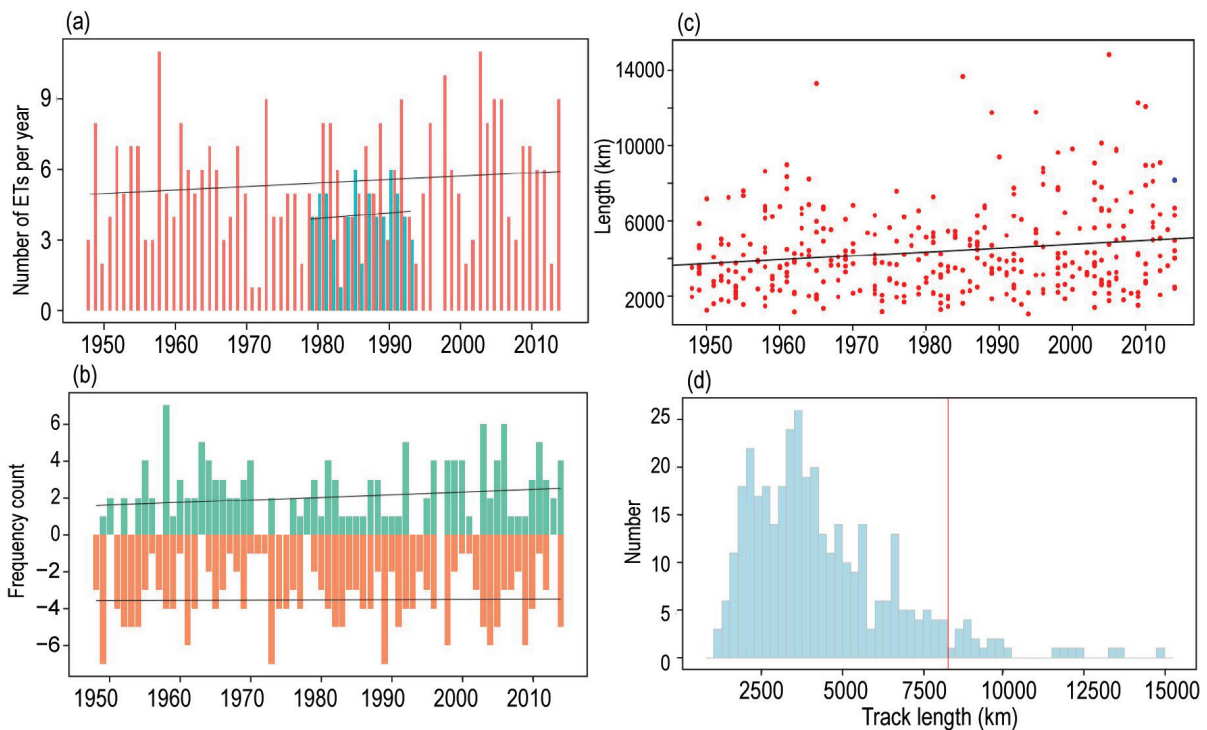 (a)
Number of ETs per year
9
6
3
0
1950 1960 1970 1980 1990 2000 2010
(b)
Frequency count
6
4
2
0
−2
−4
−6
1950 1960 1970 1980 1990 2000 2010
(c)
Length (km)
14000
10000
6000
2000
1950 1960 1970 1980 1990 2000 2010
(d)
Number
25
20
15
10
5
0
2500 5000 7500 10000 12500 15000
Track length (km)